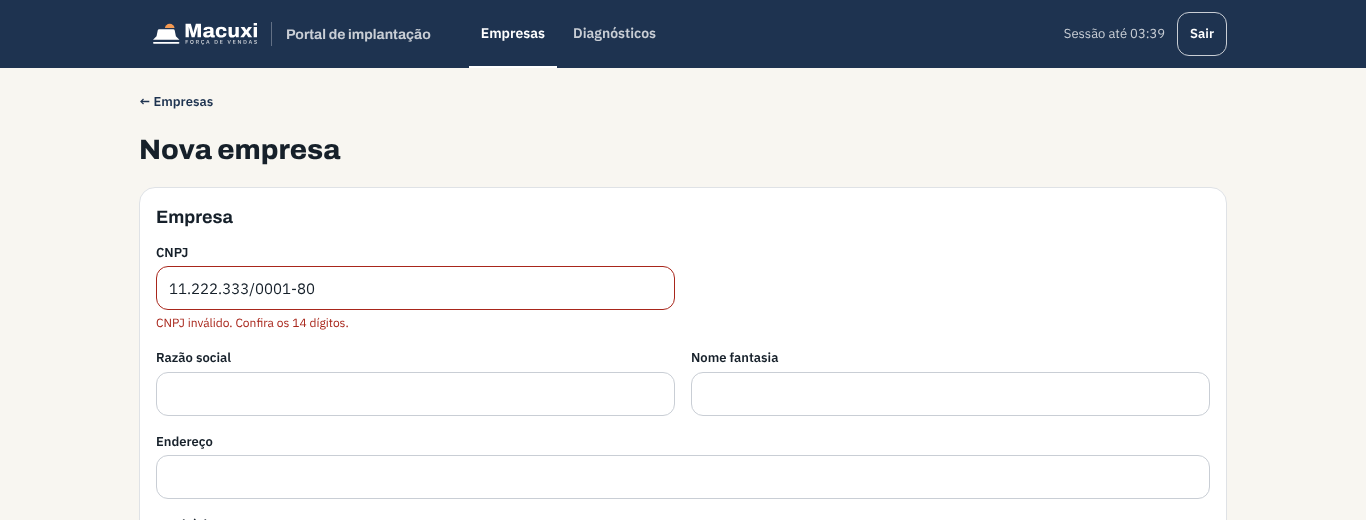 Macuxi
FORÇA DE VENDAS
Portal de implantação
Empresas
Diagnósticos
Sessão até 03:39
Sair
← Empresas
Nova empresa
Empresa
CNPJ
11.222.333/0001-80
CNPJ inválido. Confira os 14 dígitos.
Razão social
Nome fantasia
Endereço